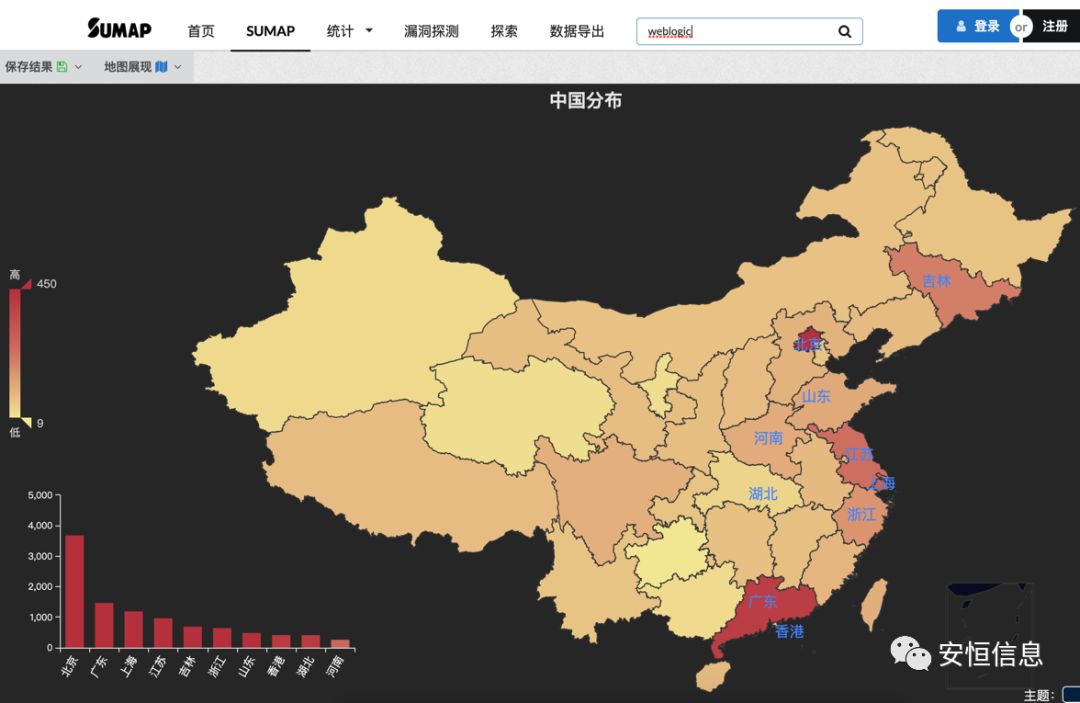 SUMAP 首页 SUMAP 统计 漏洞探测 探索 数据导出 weblogic 登录 or 注册
保存结果 地图展现
中国分布
高
450
9
低
吉林
北京
山东
河南
江苏
上海
湖北
浙江
广东
香港
5,000
4,000
3,000
2,000
1,000
0
北京 广东 上海 江苏 吉林 浙江 山东 香港 湖北 河南
安恒信息
主题: